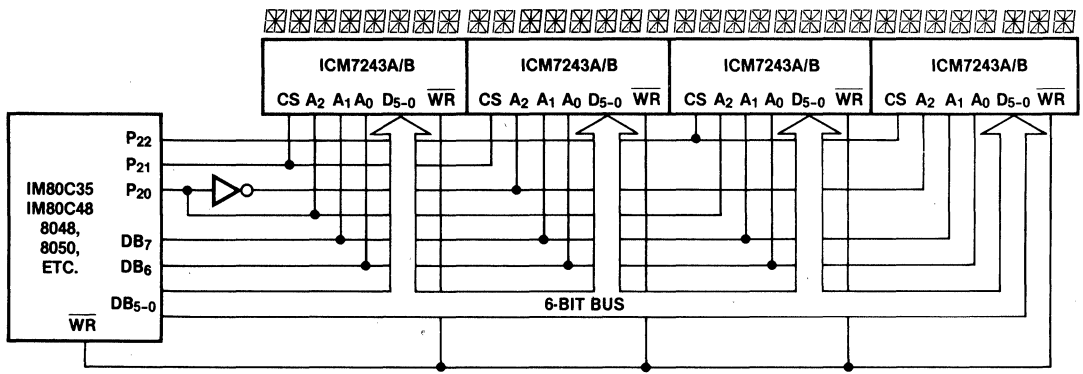 ICM7243A/B ICM7243A/B ICM7243A/B ICM7243A/B
CS A2 A1 A0 D5–0 WR CS A2 A1 A0 D5–0 WR CS A2 A1 A0 D5–0 WR CS A2 A1 A0 D5–0 WR
P22
P21
P20
IM80C35
IM80C48
8048,
8050,
ETC.
DB7
DB6
DB5–0
WR
6-BIT BUS